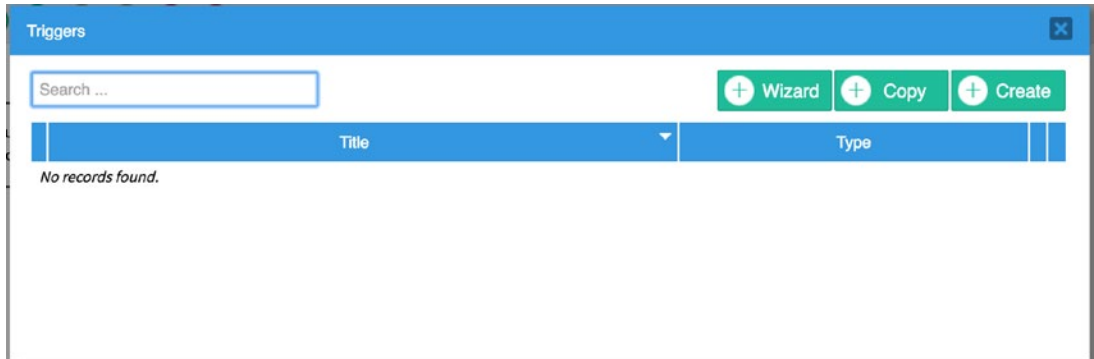 Triggers
Search ...
Wizard Copy Create
Title Type
No records found.